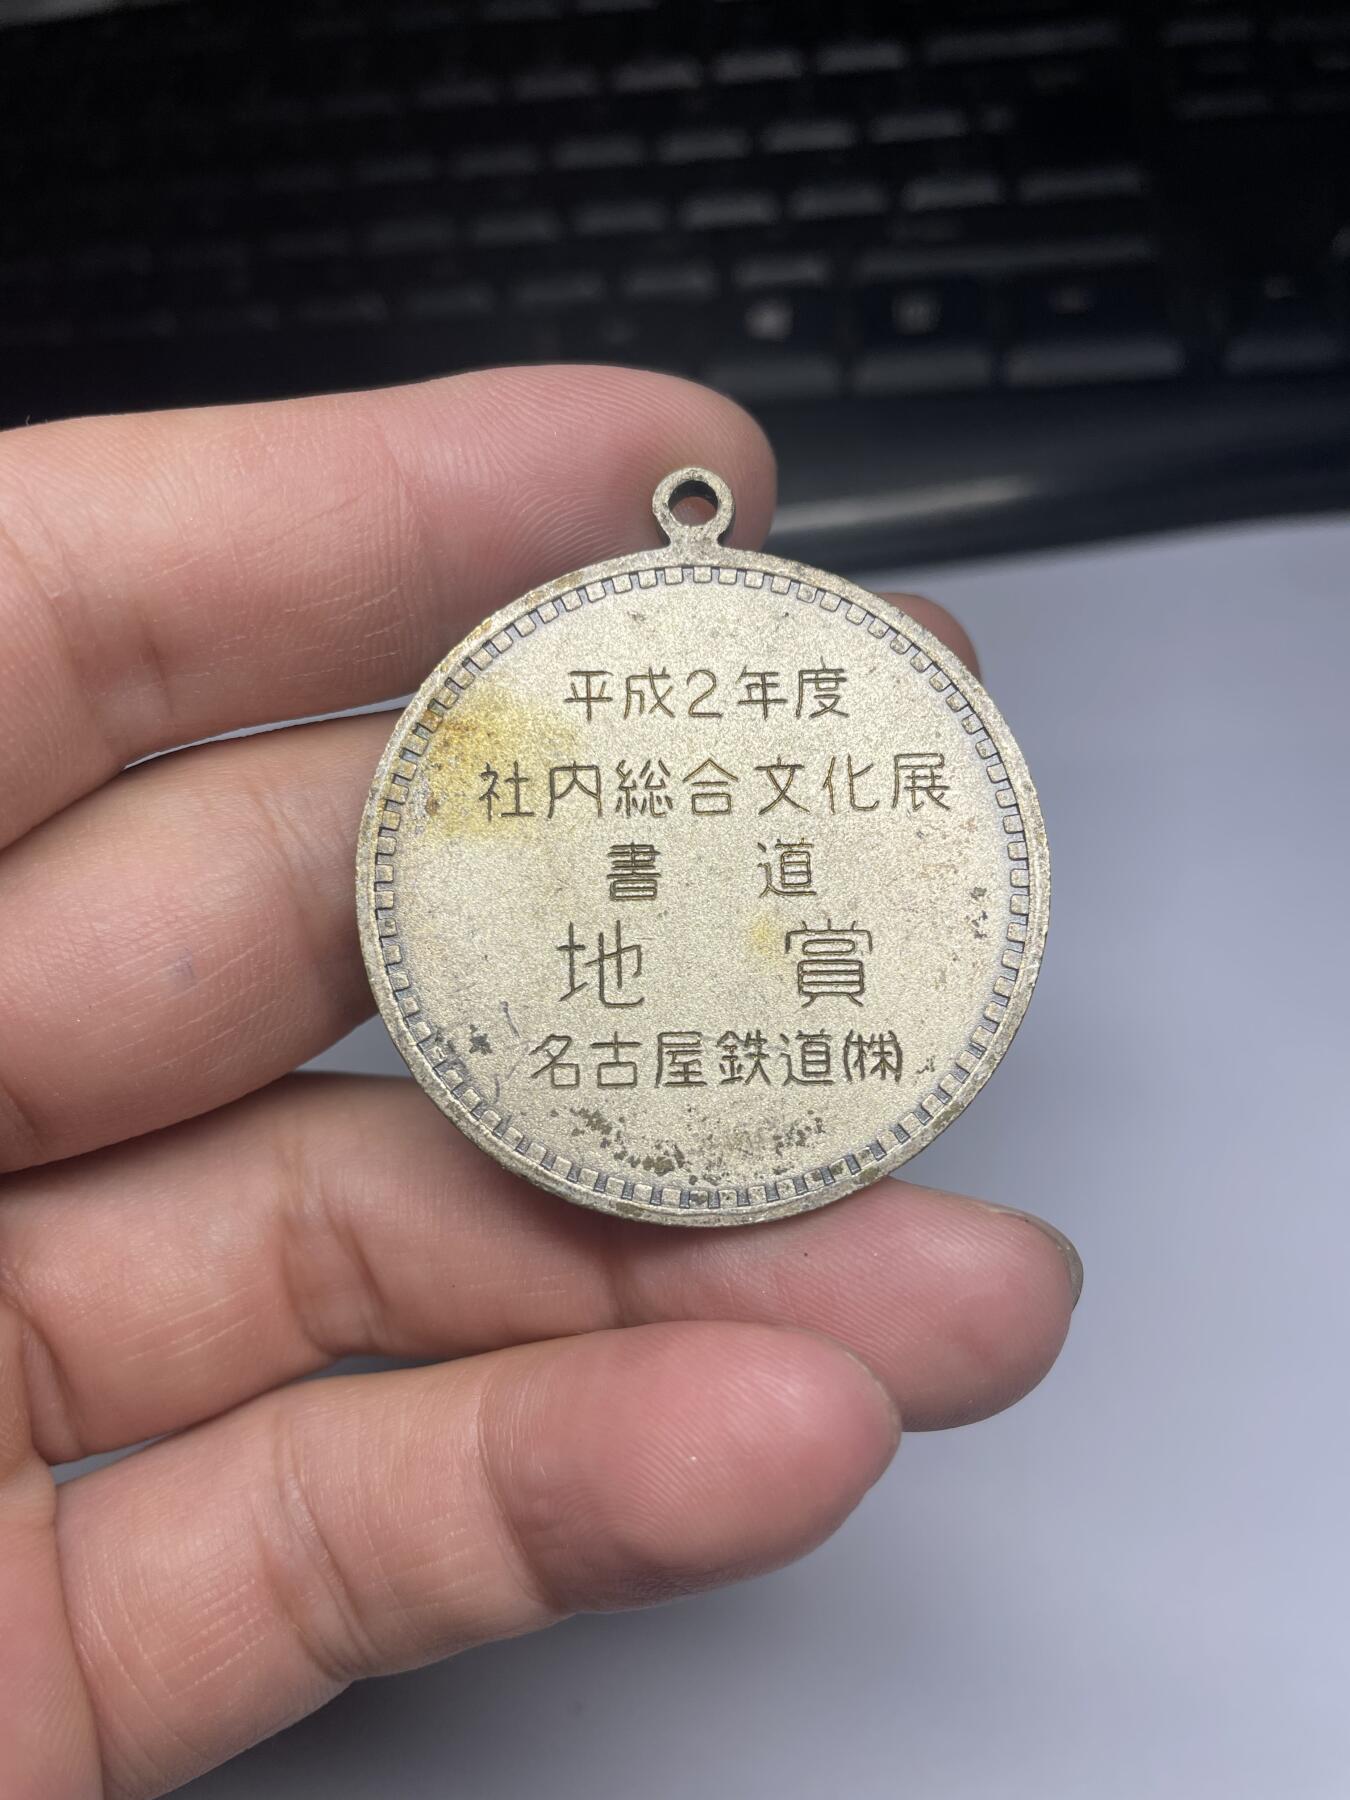 平成2年度
社内総合文化展
書 道
地 賞
名古屋鉄道(株)